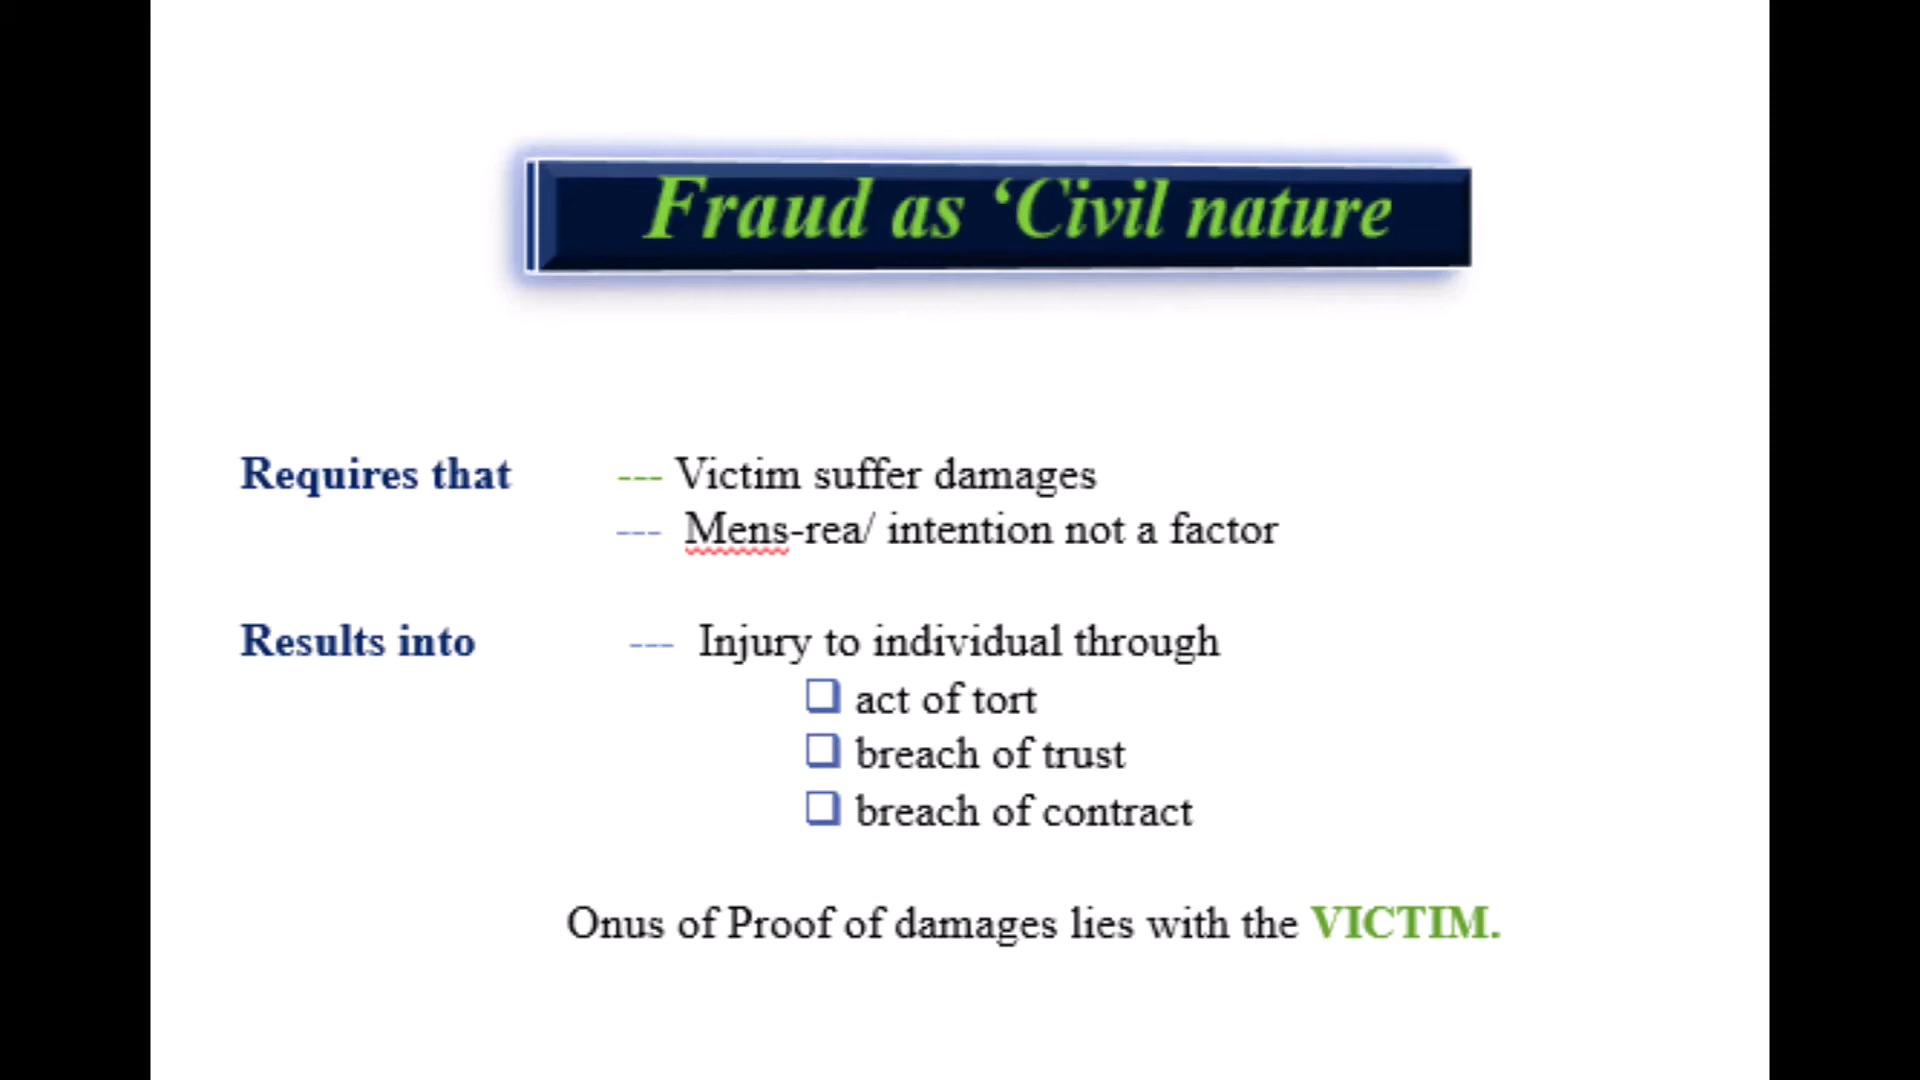 Fraud as ‘Civil nature
Requires that --- Victim suffer damages
--- Mens-rea/ intention not a factor
Results into --- Injury to individual through
❑ act of tort
❑ breach of trust
❑ breach of contract
Onus of Proof of damages lies with the VICTIM.